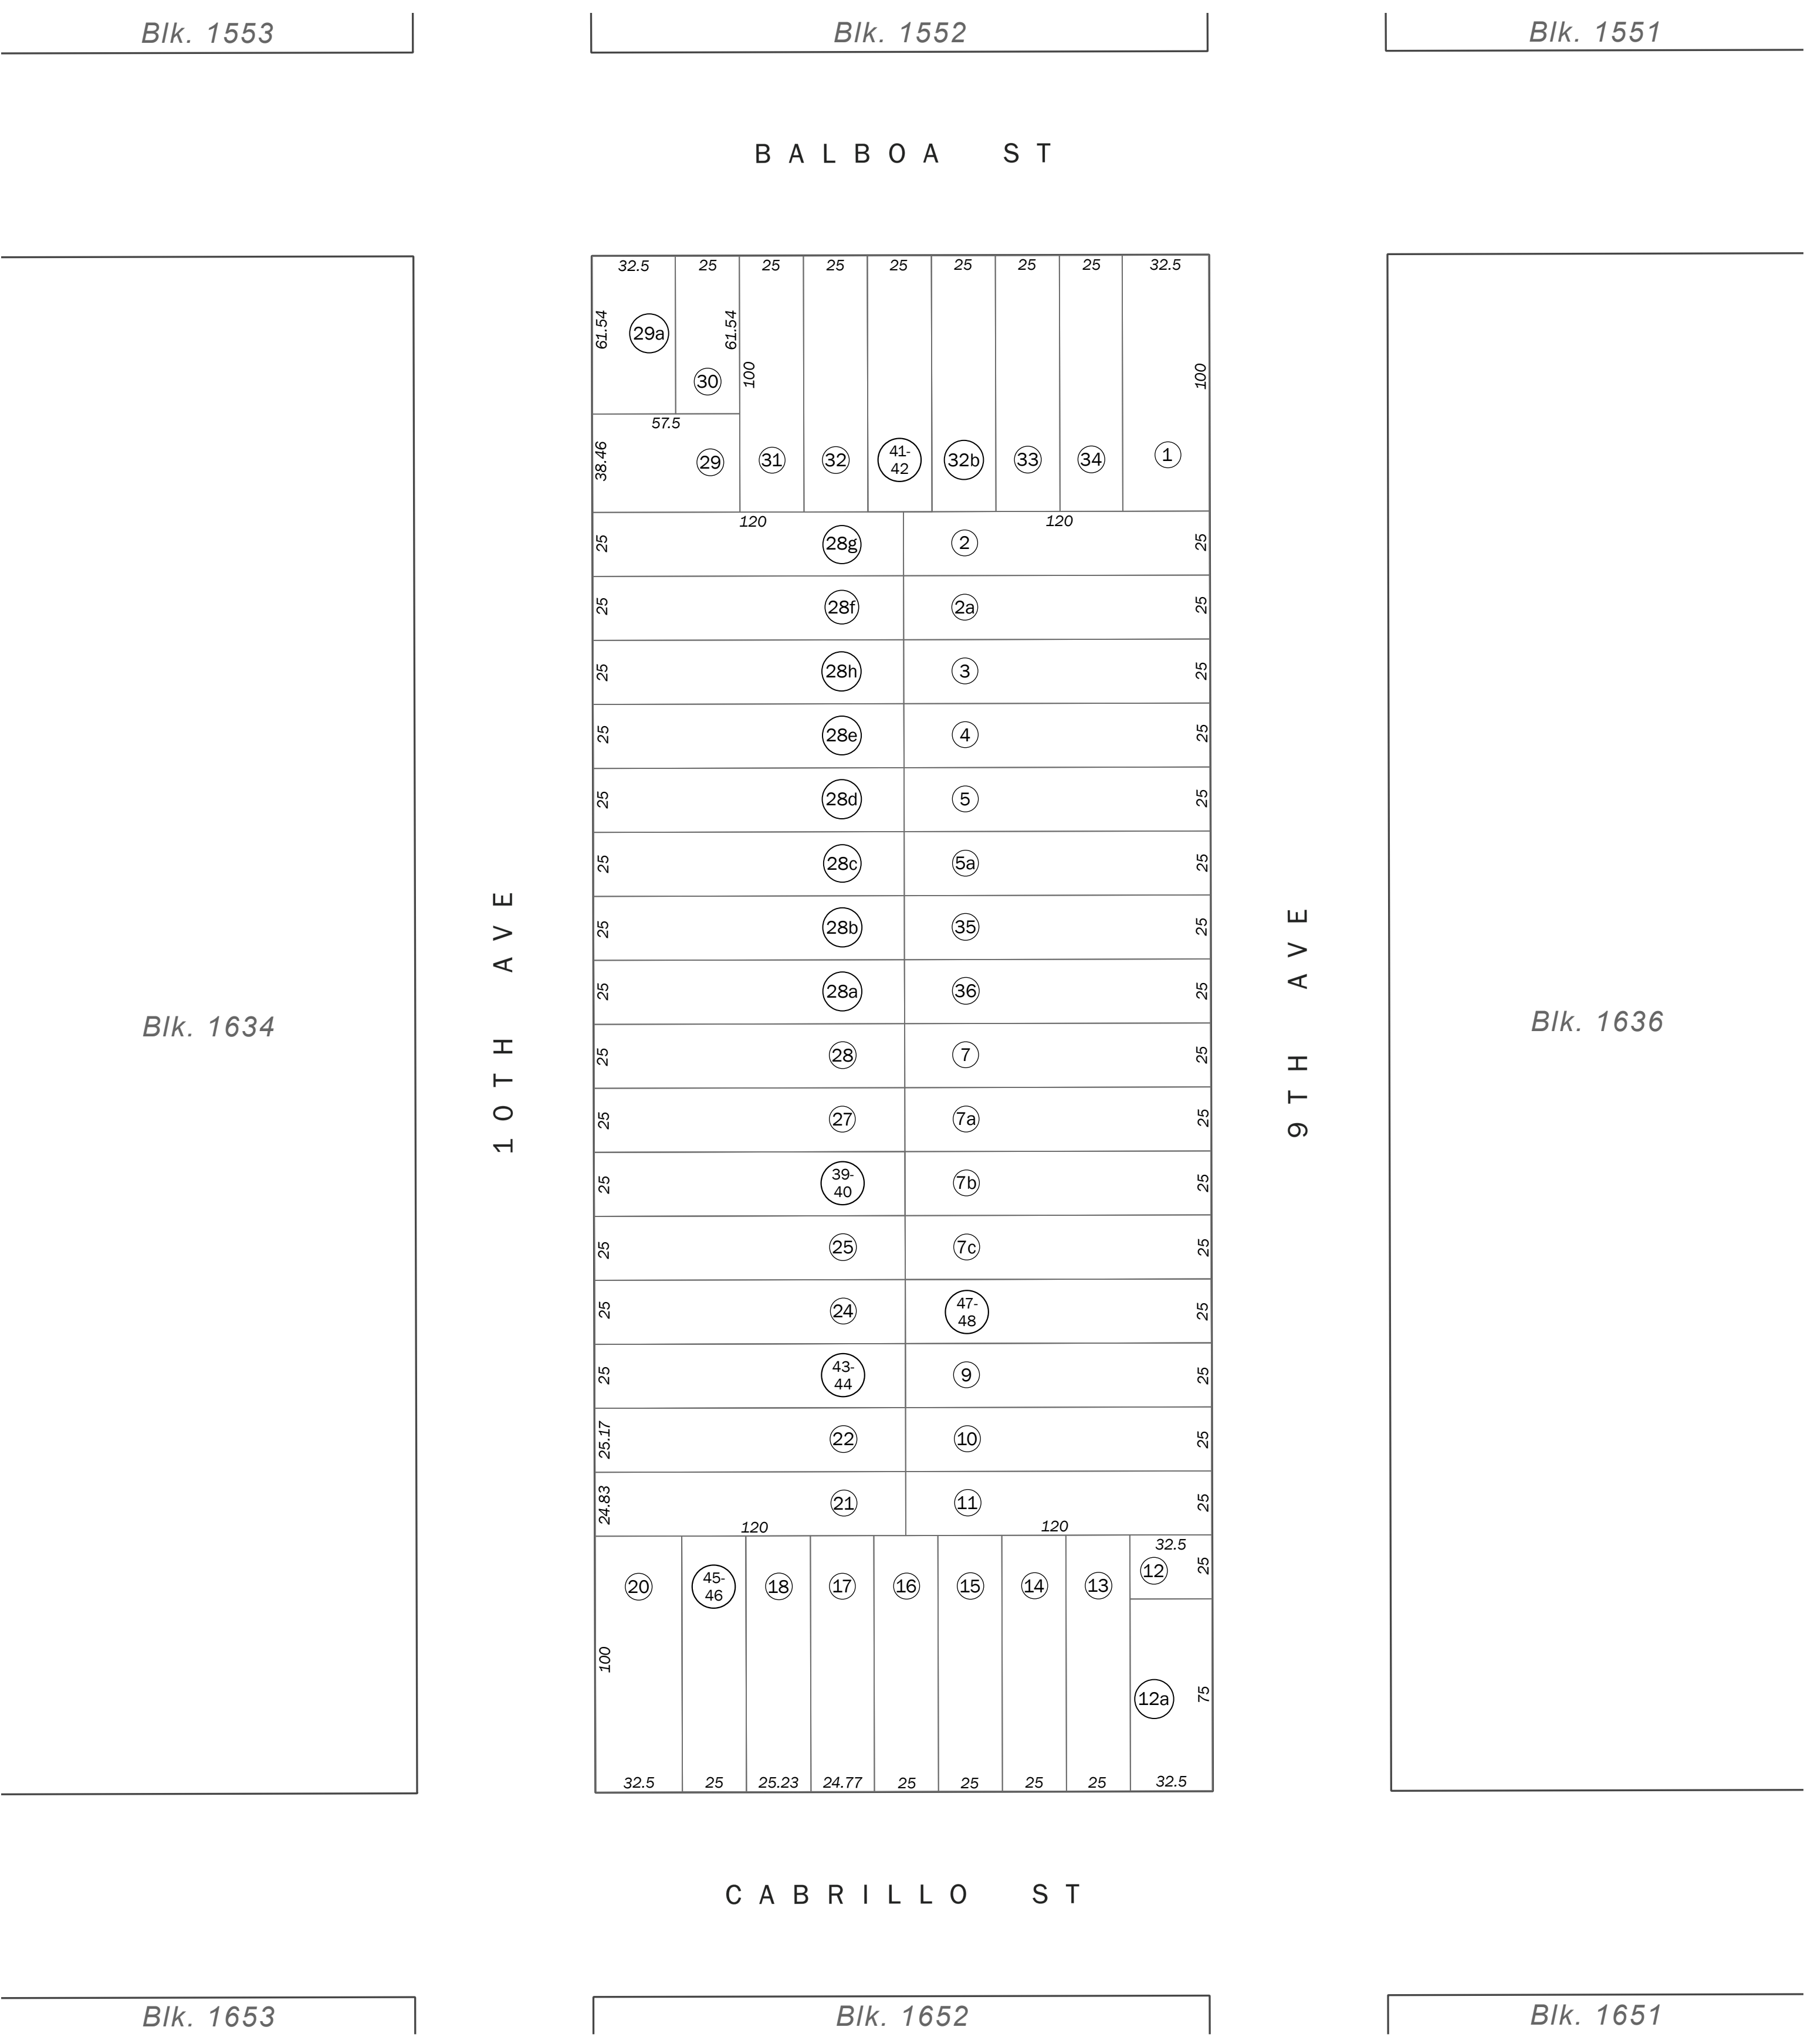 Blk. 1553
Blk. 1552
Blk. 1551
BALBOA ST
32.5 25 25 25 25 25 25 25 32.5
61.54
29a
61.54
30
100
100
57.5
38.46
29
31
32
41-
42
32b
33
34
1
120
120
25 28g 2 25
25 28f 2a 25
25 28h 3 25
25 28e 4 25
25 28d 5 25
25 28c 5a 25
25 28b 35 25
25 28a 36 25
25 28 7 25
25 27 7a 25
25
39-
40
7b 25
25 25 7c 25
25 24
47-
48
25
25
43-
44
9 25
25.17 22 10 25
24.83 21 11 25
120
120
10TH AVE
9TH AVE
Blk. 1634
Blk. 1636
32.5
12 25
20
45-
46
18
17
16
15
14
13
100
12a
75
32.5 25 25.23 24.77 25 25 25 25 32.5
CABRILLO ST
Blk. 1653
Blk. 1652
Blk. 1651